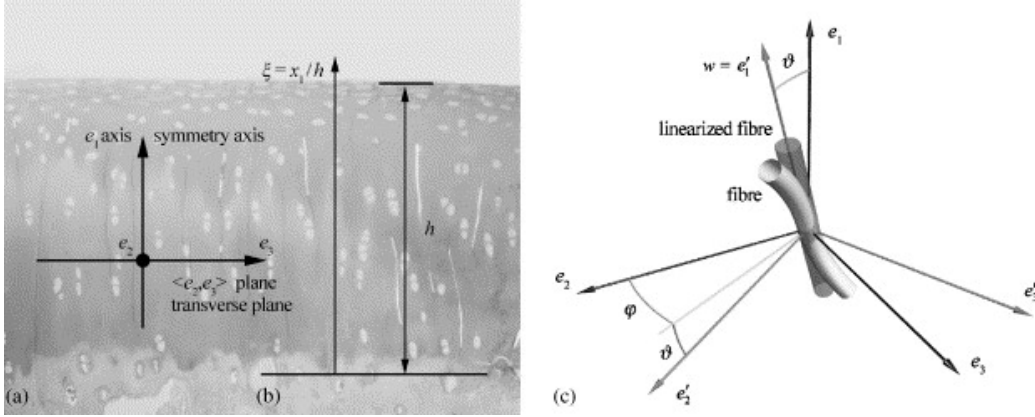 ξ = x₁/h
e₁ axis symmetry axis
e₂
e₃
<e₂,e₃> plane
transverse plane
h
(a)
(b)
e₁
w = e₁′
ϑ
linearized fibre
fibre
e₂
φ
ϑ
e₂′
e₃
(c)